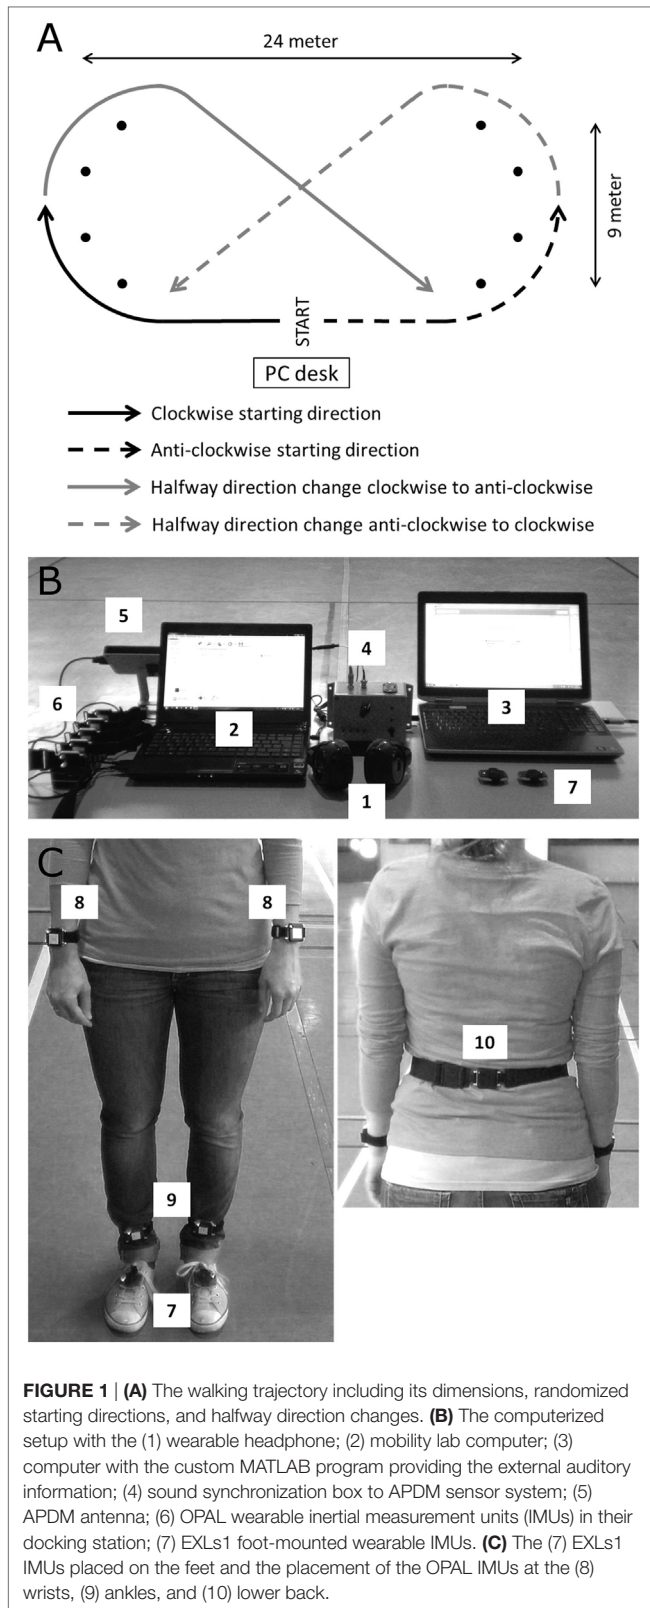 A
24 meter
9 meter
START
PC desk
Clockwise starting direction
Anti-clockwise starting direction
Halfway direction change clockwise to anti-clockwise
Halfway direction change anti-clockwise to clockwise
B
5
4
6
2
3
7
1
C
8
8
10
9
7
FIGURE 1 | (A) The walking trajectory including its dimensions, randomized
starting directions, and halfway direction changes. (B) The computerized
setup with the (1) wearable headphone; (2) mobility lab computer; (3)
computer with the custom MATLAB program providing the external auditory
information; (4) sound synchronization box to APDM sensor system; (5)
APDM antenna; (6) OPAL wearable inertial measurement units (IMUs) in their
docking station; (7) EXLs1 foot-mounted wearable IMUs. (C) The (7) EXLs1
IMUs placed on the feet and the placement of the OPAL IMUs at the (8)
wrists, (9) ankles, and (10) lower back.